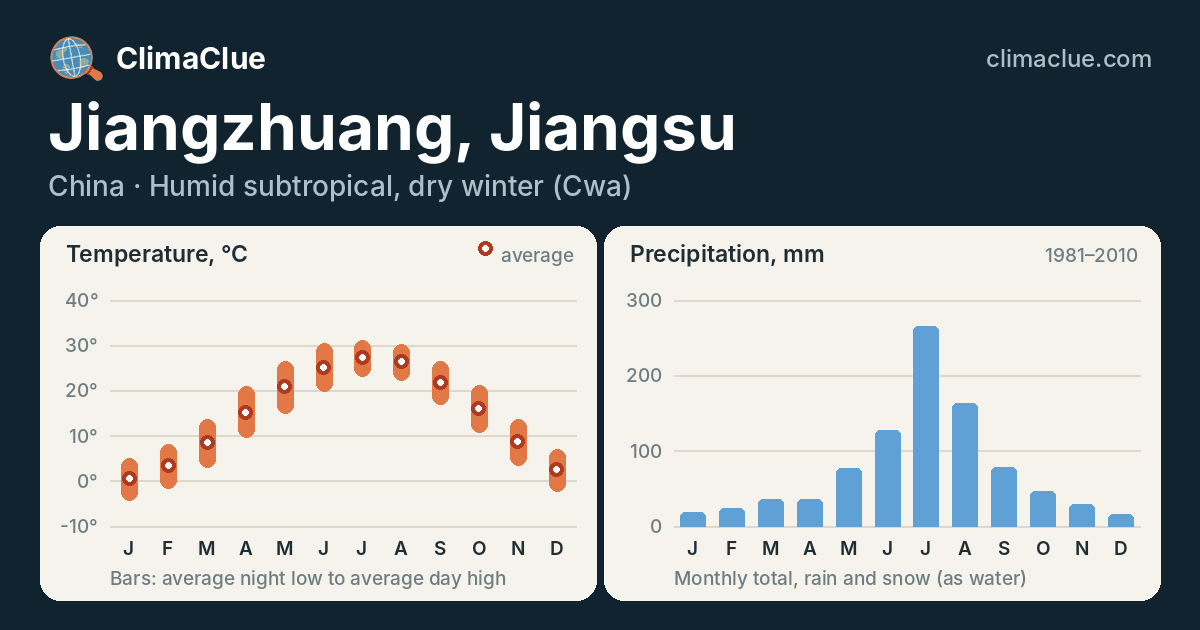 ClimaClue
climaclue.com
Jiangzhuang, Jiangsu
China · Humid subtropical, dry winter (Cwa)
Temperature, °C
average
40°
30°
20°
10°
0°
-10°
J F M A M J J A S O N D
Bars: average night low to average day high
Precipitation, mm
1981–2010
300
200
100
0
J F M A M J J A S O N D
Monthly total, rain and snow (as water)